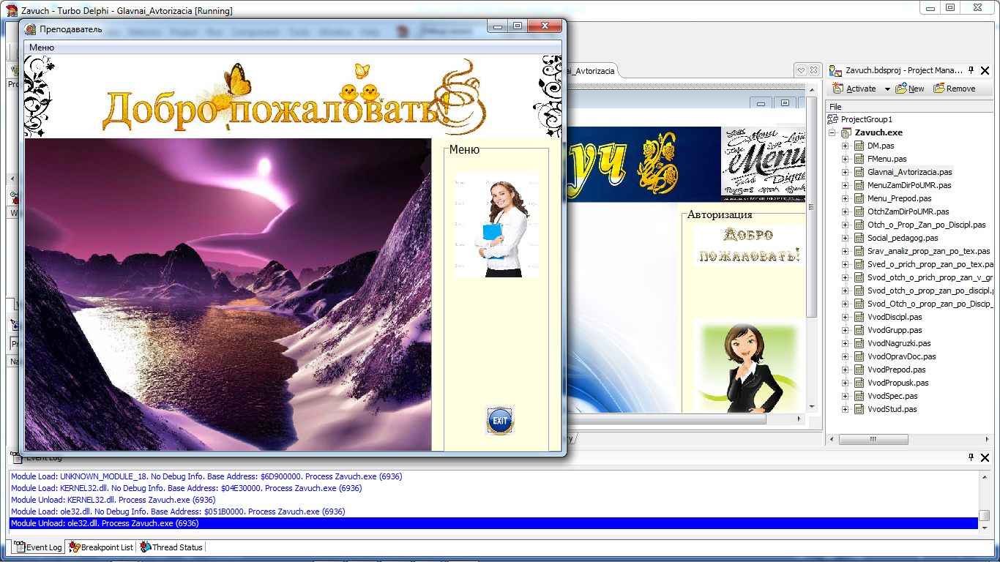 Zavuch - Turbo Delphi - Glavnai_Avtorizacia [Running]
Преподаватель
Меню
Добро пожаловать!
Меню
EXIT
ai_Avtorizacia
уч
Menu
Авторизация
Добро
пожаловать!
Zavuch.bdsproj - Project Mana...
Activate New Remove
File
ProjectGroup1
Zavuch.exe
DM.pas
FMenu.pas
Glavnai_Avtorizacia.pas
MenuZamDirPoUMR.pas
Menu_Prepod.pas
OtchZamDirPoUMR.pas
Otch_o_Prop_Zan_po_Discipl.pas
Social_pedagog.pas
Srav_analiz_prop_zan_po_tex.pas
Sved_o_prich_prop_zan_po_tex.pa
Svod_otch_o_prich_prop_zan_v_gr
Svod_otch_o_prop_zan_po_discipl.p
Svod_Otch_o_prop_zan_po_Discip_
VvodDiscipl.pas
VvodGrupp.pas
VvodNagruzki.pas
VvodOpravDoc.pas
VvodPrepod.pas
VvodPropusk.pas
VvodSpec.pas
VvodStud.pas
Event Log
Module Load: UNKNOWN_MODULE_18. No Debug Info. Base Address: $6D900000. Process Zavuch.exe (6936)
Module Load: KERNEL32.dll. No Debug Info. Base Address: $04E30000. Process Zavuch.exe (6936)
Module Unload: KERNEL32.dll. Process Zavuch.exe (6936)
Module Load: ole32.dll. No Debug Info. Base Address: $051B0000. Process Zavuch.exe (6936)
Module Unload: ole32.dll. Process Zavuch.exe (6936)
Event Log Breakpoint List Thread Status